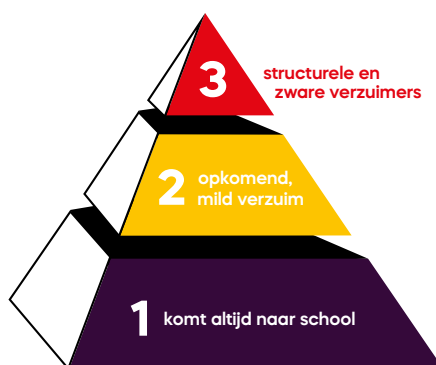 3 structurele en
zware verzuimers
2 opkomend,
mild verzuim
1 komt altijd naar school